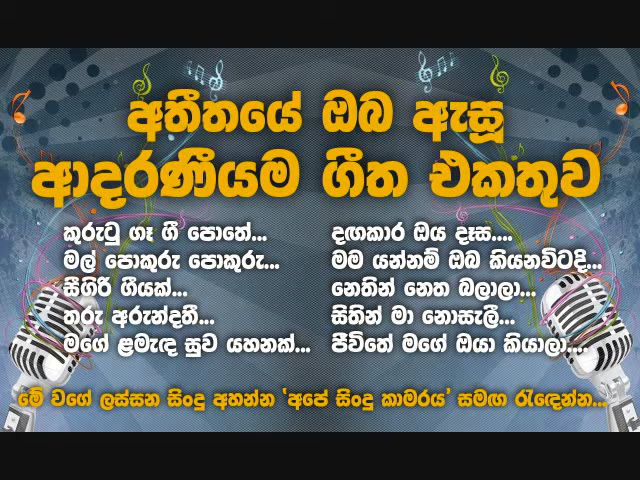 අතීතයේ ඔබ ඇසූ
ආදරණීයම ගීත එකතුව
කුරුටු ගෑ ගී පොතේ...
මල් පොකුරු පොකුරු...
සීගිරි ගීයක්...
තරු අරුන්දතී...
මගේ ළමැඳ සුව යහනක්...
දඟකාර ඔය දෑස....
මම යන්නම් ඔබ කියනවිටදි...
නෙතින් නෙත බලාලා...
සිතින් මා නොසැලී...
ජීවිතේ මගේ ඔයා කියාලා....
මේ වගේ ලස්සන සිංදු අහන්න 'අපේ සිංදු කාමරය' සමඟ රැඳෙන්න...